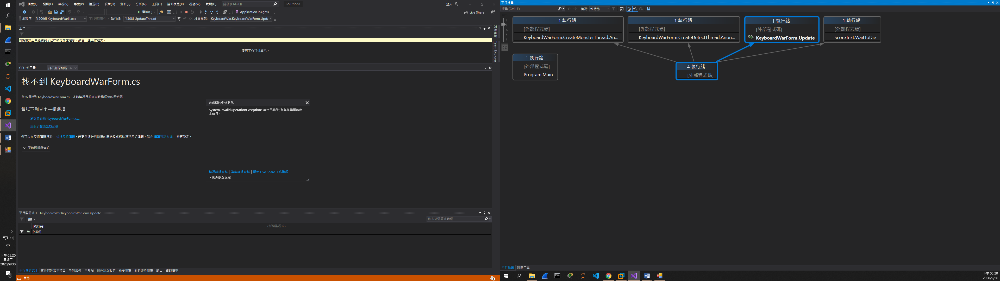 檔案(F) 編輯(E) 檢視(V) 專案(P) 建置(B) 偵錯(D) 測試(S) 分析(N) 工具(T) 延伸模組(X) 視窗(W) 說明(H) 搜尋 (Ctrl+Q) Solution1 登入
繼續(C) Application Insights
Live Share
處理序: [12096] KeyboardWarIII.exe 週期事件 執行緒: [4308] UpdateThread 堆疊框架: KeyboardWar.KeyboardWarForm.Upda
工作
因為偵錯工具連結到了已在執行的處理序，致使一些工作遺失。
沒有工作可供顯示。
方案總管
Team Explorer
CPU 使用量 找不到原始碼
找不到 KeyboardWarForm.cs
您必須找到 KeyboardWarForm.cs，才能檢視目前呼叫堆疊框架的原始碼
嘗試下列其中一個選項:
- 瀏覽並尋找 KeyboardWarForm.cs...
- 反向組譯原始程式碼
您可以在反組譯碼視窗中 檢視反組譯碼。若要永遠針對遺漏的原始程式檔檢視其反組譯碼，請在 選項對話方塊 中變更設定。
原始碼搜尋資訊
未處理的例外狀況
System.InvalidOperationException: '集合已修改; 列舉作業可能尚
未執行。'
檢視詳細資料 | 複製詳細資料 | 開始 Live Share 工作階段...
例外狀況設定
平行監看式 1 - KeyboardWar.KeyboardWarForm.Update
依布林運算式篩選
[執行緒] <新增監看式>
[4308]
平行監看式 1 套件管理器主控台 呼叫堆疊 中斷點 例外狀況設定 命令視窗 即時運算視窗 輸出 錯誤清單
就緒
3
中
下午 05:20
星期三
2020/9/30
1
平行堆疊
搜尋 (Ctrl+E) 檢視: 執行緒
1 執行緒
[外部程式碼]
KeyboardWarForm.CreateMonsterThread.An...
1 執行緒
[外部程式碼]
KeyboardWarForm.CreateDetectThread.Anon...
1 執行緒
[外部程式碼]
KeyboardWarForm.Update
1 執行緒
[外部程式碼]
ScoreText.WaitToDie
1 執行緒
[外部程式碼]
Program.Main
4 執行緒
[外部程式碼]
平行堆疊 診斷工具
下午 05:20
2020/9/30